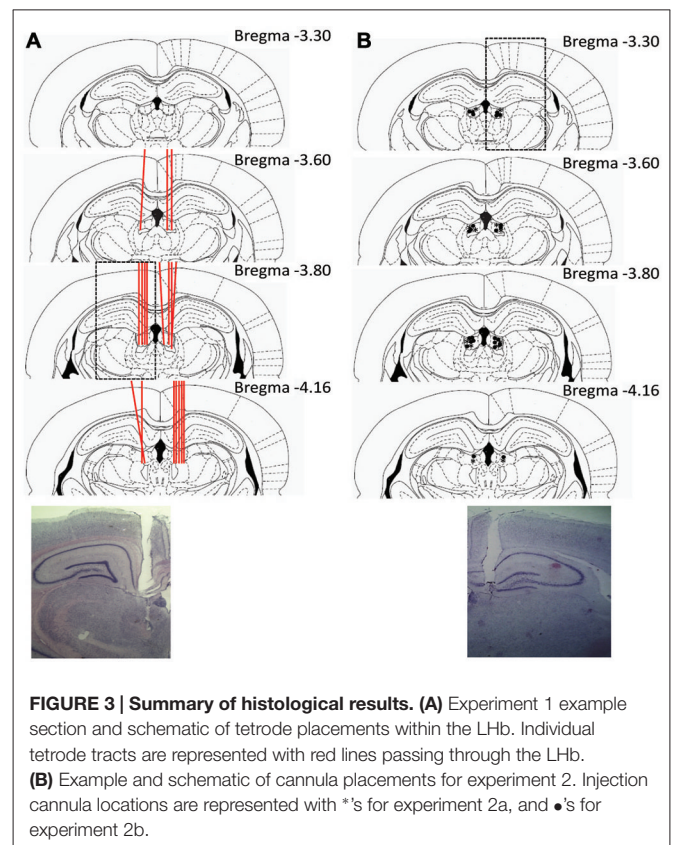 A
Bregma -3.30
B
Bregma -3.30
Bregma -3.60
Bregma -3.60
Bregma -3.80
Bregma -3.80
Bregma -4.16
Bregma -4.16
FIGURE 3 | Summary of histological results. (A) Experiment 1 example
section and schematic of tetrode placements within the LHb. Individual
tetrode tracts are represented with red lines passing through the LHb.
(B) Example and schematic of cannula placements for experiment 2. Injection
cannula locations are represented with *'s for experiment 2a, and ●'s for
experiment 2b.